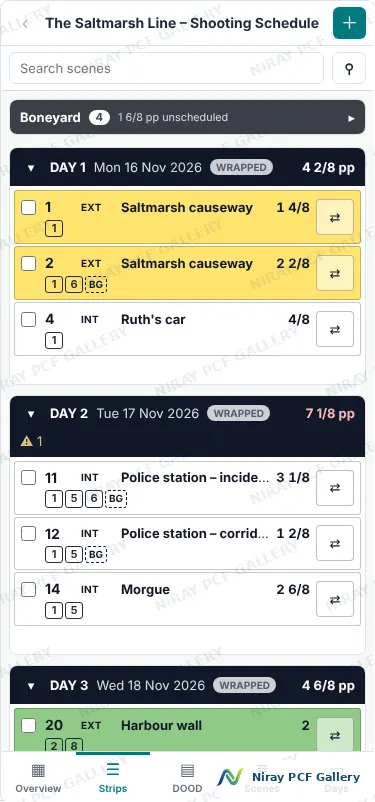 The Saltmarsh Line – Shooting Schedule
Search scenes
Boneyard 4 1 6/8 pp unscheduled
DAY 1 Mon 16 Nov 2026 WRAPPED 4 2/8 pp
1 EXT Saltmarsh causeway 1 4/8
1
2 EXT Saltmarsh causeway 2 2/8
1 6 BG
4 INT Ruth's car 4/8
1
DAY 2 Tue 17 Nov 2026 WRAPPED 7 1/8 pp
1
11 INT Police station – incide... 3 1/8
1 5 6 BG
12 INT Police station – corrid... 1 2/8
1 5 BG
14 INT Morgue 2 6/8
1 5
DAY 3 Wed 18 Nov 2026 WRAPPED 4 6/8 pp
20 EXT Harbour wall 2
2 8
Overview Strips DOOD Scenes Days
Niray PCF Gallery
NIRAY PCF GALLERY